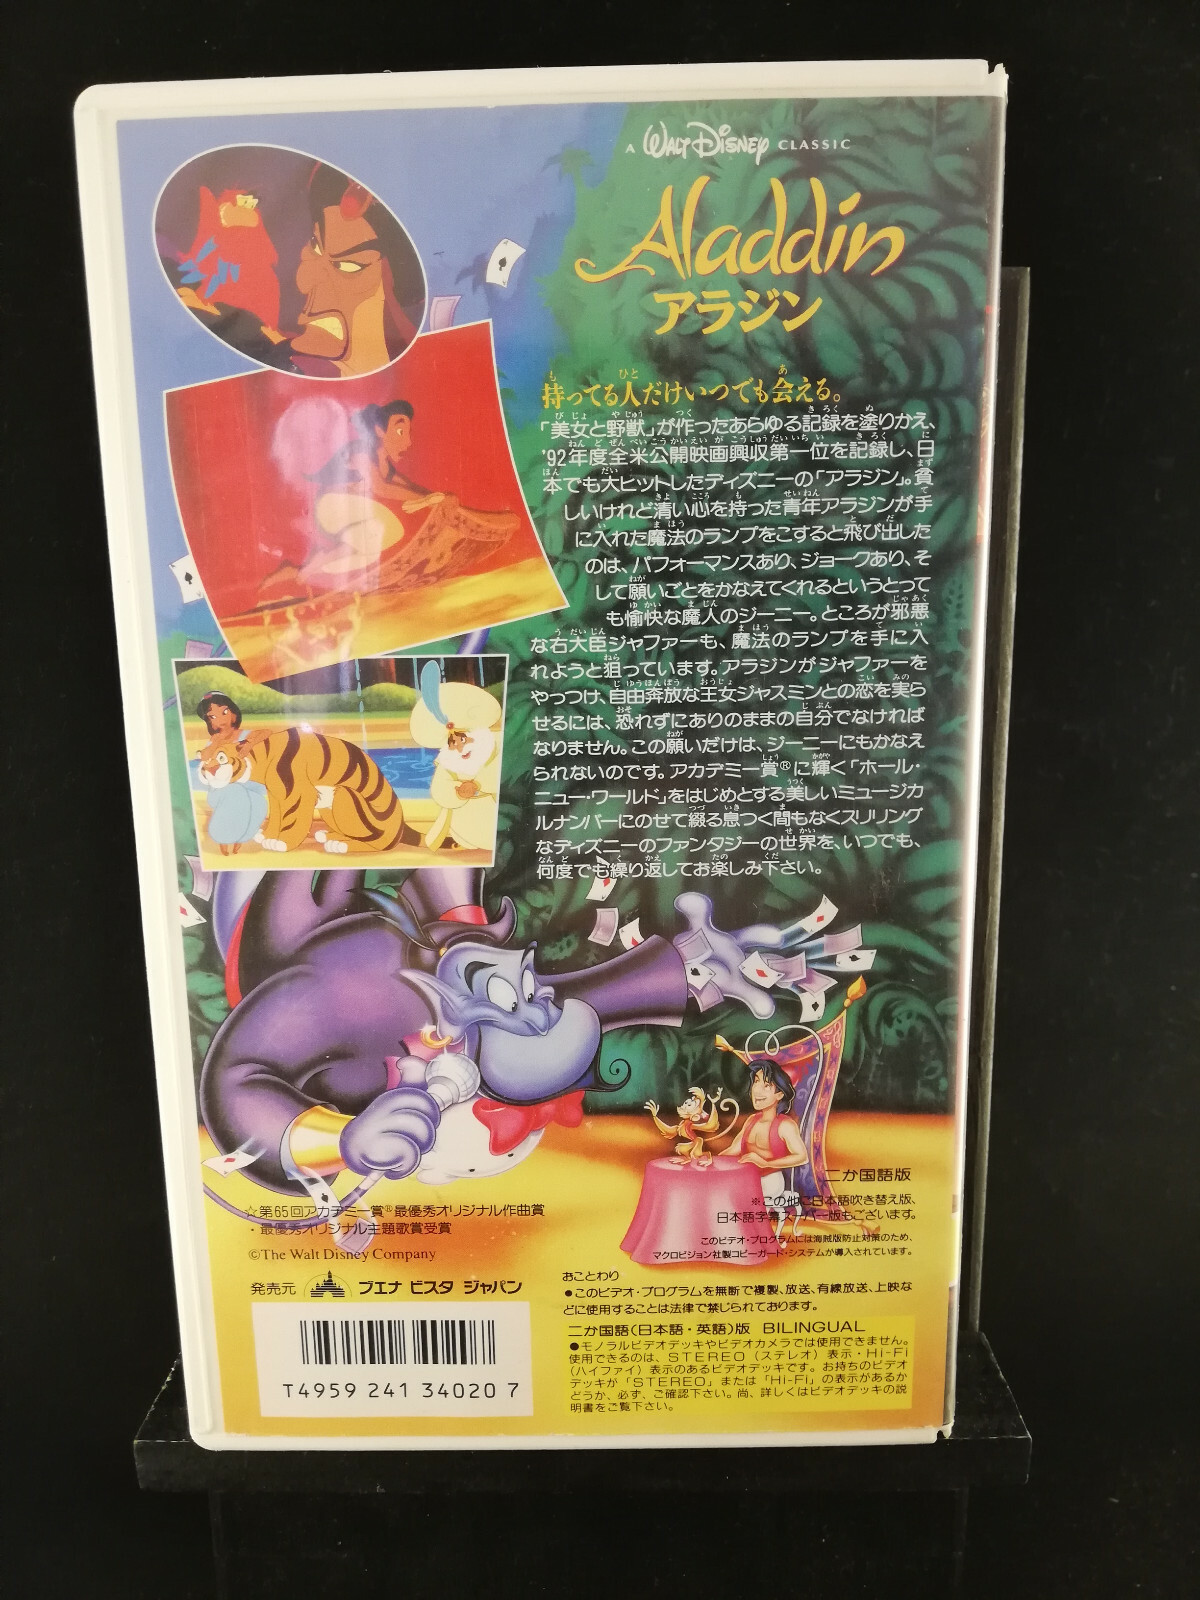 A WALT DISNEY CLASSIC
Aladdin
アラジン
持ってる人だけいつでも会える。
「美女と野獣」が作ったあらゆる記録を塗りかえ、
'92年度全米公開映画興収第一位を記録し、日
本でも大ヒットしたディズニーの「アラジン」。貧
しいけれど清い心を持った青年アラジンが手
に入れた魔法のランプをこすると飛び出した
のは、パフォーマンスあり、ジョークあり、そ
して願いごとをかなえてくれるというとって
も愉快な魔人のジーニー。ところが邪悪
な右大臣ジャファーも、魔法のランプを手に入
れようと狙っています。アラジンがジャファーを
やっつけ、自由奔放な王女ジャスミンとの恋を実ら
せるには、恐れずにありのままの自分でなければ
なりません。この願いだけは、ジーニーにもかなえ
られないのです。アカデミー賞®に輝く「ホール・
ニュー・ワールド」をはじめとする美しいミュージカ
ルナンバーにのせて綴る息つく間もなくスリリング
なディズニーのファンタジーの世界を、いつでも、
何度でも繰り返してお楽しみ下さい。
二か国語版
※この他に日本語吹き替え版、
日本語字幕スーパー版もございます。
このビデオ・プログラムには海賊版防止対策のため、
マクロビジョン社製コピーガード・システムが導入されています。
☆第65回アカデミー賞®最優秀オリジナル作曲賞
・最優秀オリジナル主題歌賞受賞
©The Walt Disney Company
発売元 ブエナ ビスタ ジャパン
T4959 241 34020 7
おことわり
●このビデオ・プログラムを無断で複製、放送、有線放送、上映な
どに使用することは法律で禁じられております。
二か国語(日本語・英語)版 BILINGUAL
●モノラルビデオデッキやビデオカメラでは使用できません。
使用できるのは、STEREO(ステレオ)表示・Hi-Fi
(ハイファイ)表示のあるビデオデッキです。お持ちのビデオ
デッキが「STEREO」または「Hi-Fi」の表示があるか
どうか、必ず、ご確認下さい。尚、詳しくはビデオデッキの説
明書をご覧下さい。